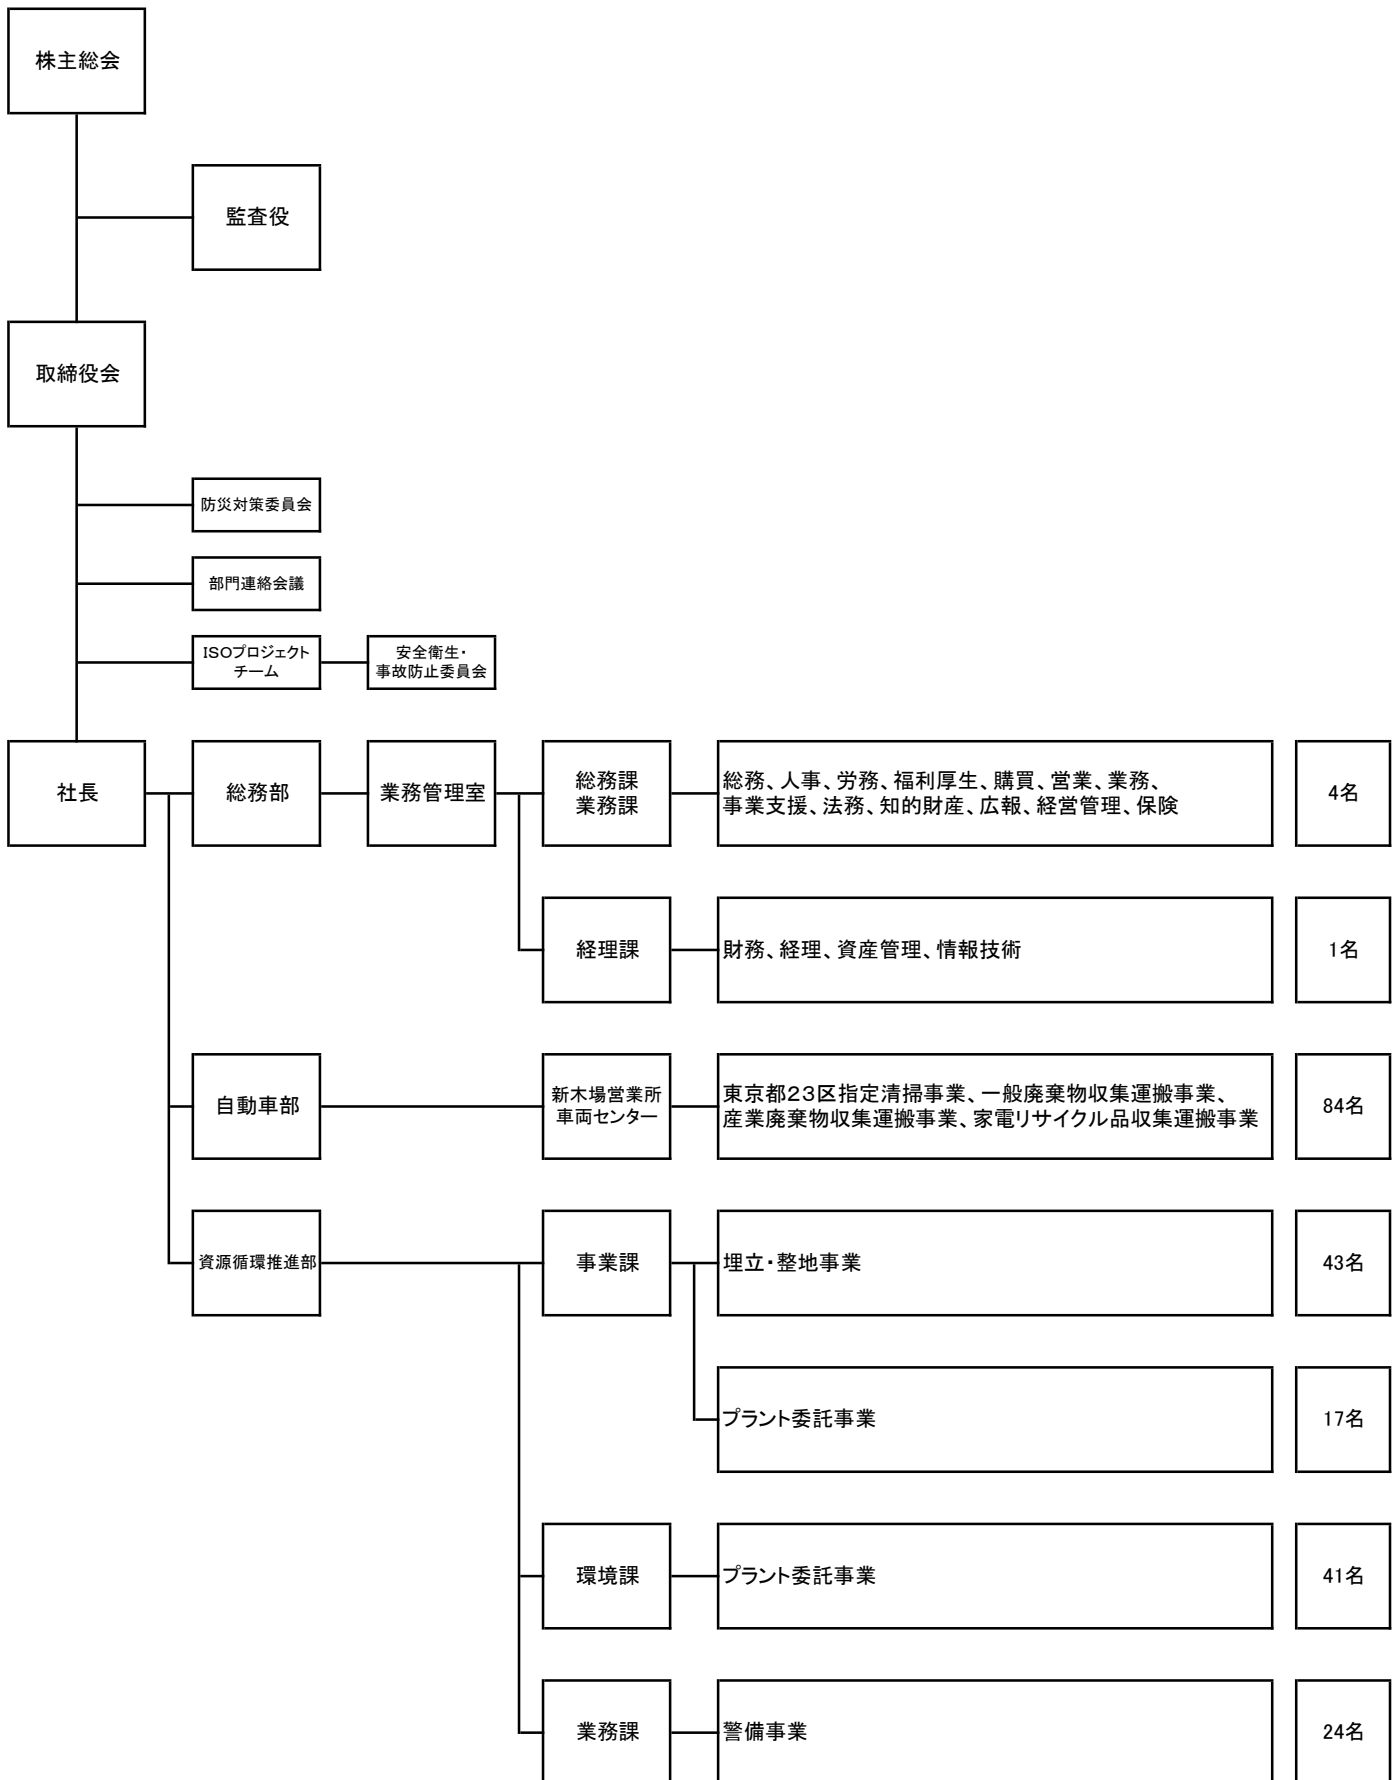 株主総会
監査役
取締役会
防災対策委員会
部門連絡会議
ISOプロジェクト
チーム
安全衛生・
事故防止委員会
社長
総務部
業務管理室
総務課
業務課
総務、人事、労務、福利厚生、購買、営業、業務、
事業支援、法務、知的財産、広報、経営管理、保険
4名
経理課
財務、経理、資産管理、情報技術
1名
自動車部
新木場営業所
車両センター
東京都23区指定清掃事業、一般廃棄物収集運搬事業、
産業廃棄物収集運搬事業、家電リサイクル品収集運搬事業
84名
資源循環推進部
事業課
埋立・整地事業
43名
プラント委託事業
17名
環境課
プラント委託事業
41名
業務課
警備事業
24名